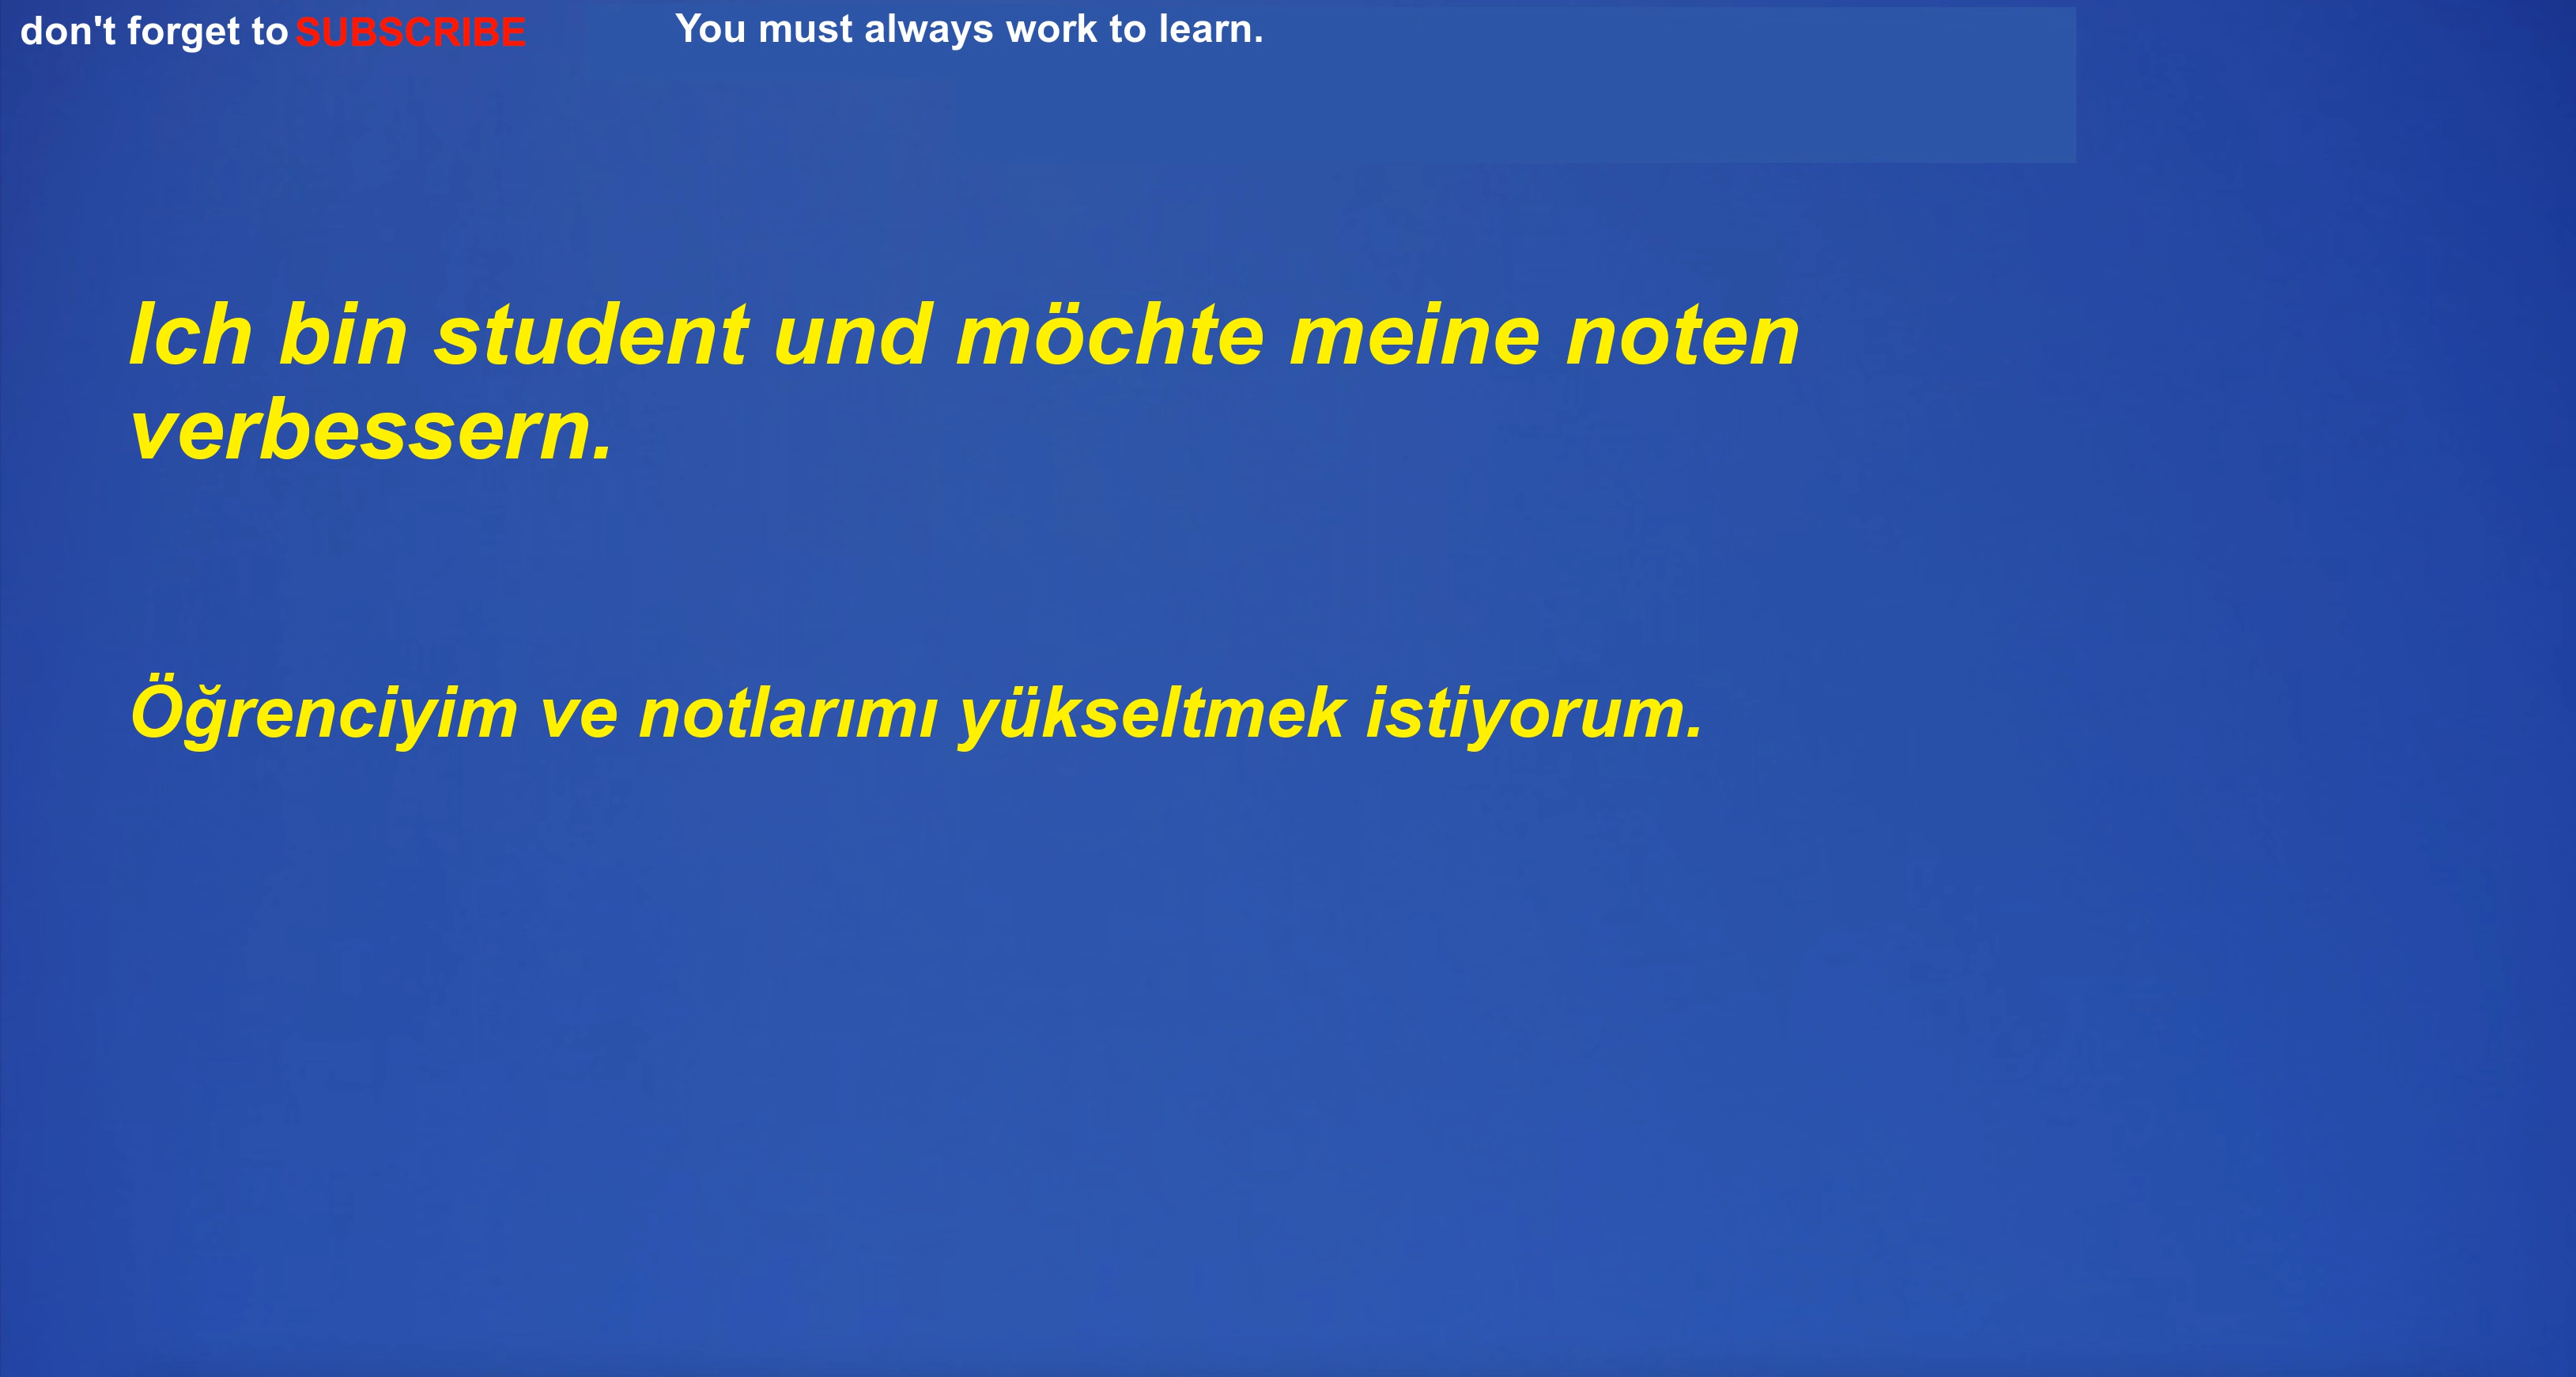 don't forget to SUBSCRIBE
You must always work to learn.
Ich bin student und möchte meine noten
verbessern.
Öğrenciyim ve notlarımı yükseltmek istiyorum.